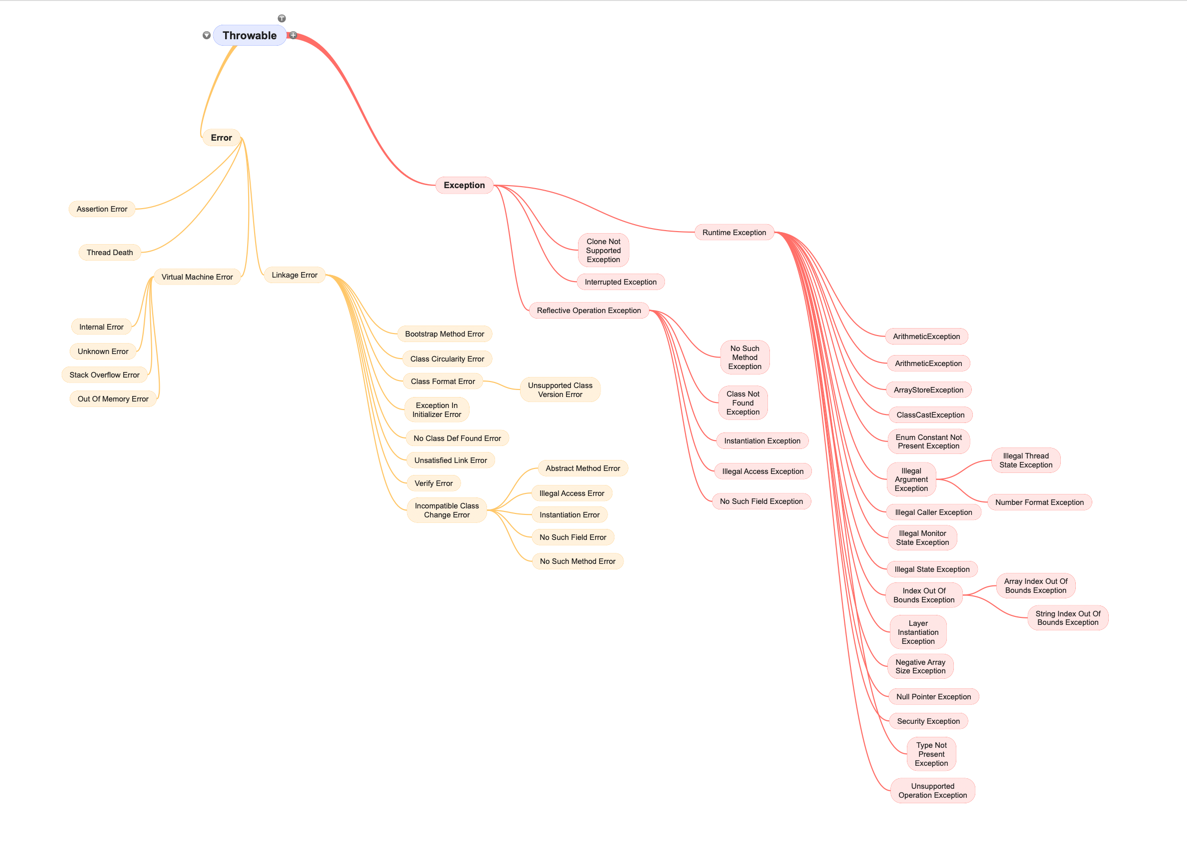 Throwable
Error
Exception
Assertion Error
Thread Death
Virtual Machine Error
Internal Error
Unknown Error
Stack Overflow Error
Out Of Memory Error
Linkage Error
Bootstrap Method Error
Class Circularity Error
Class Format Error
Unsupported Class
Version Error
Exception In
Initializer Error
No Class Def Found Error
Unsatisfied Link Error
Verify Error
Incompatible Class
Change Error
Abstract Method Error
Illegal Access Error
Instantiation Error
No Such Field Error
No Such Method Error
Clone Not
Supported
Exception
Interrupted Exception
Reflective Operation Exception
No Such
Method
Exception
Class Not
Found
Exception
Instantiation Exception
Illegal Access Exception
No Such Field Exception
Runtime Exception
ArithmeticException
ArithmeticException
ArrayStoreException
ClassCastException
Enum Constant Not
Present Exception
Illegal
Argument
Exception
Illegal Thread
State Exception
Number Format Exception
Illegal Caller Exception
Illegal Monitor
State Exception
Illegal State Exception
Index Out Of
Bounds Exception
Array Index Out Of
Bounds Exception
String Index Out Of
Bounds Exception
Layer
Instantiation
Exception
Negative Array
Size Exception
Null Pointer Exception
Security Exception
Type Not
Present
Exception
Unsupported
Operation Exception